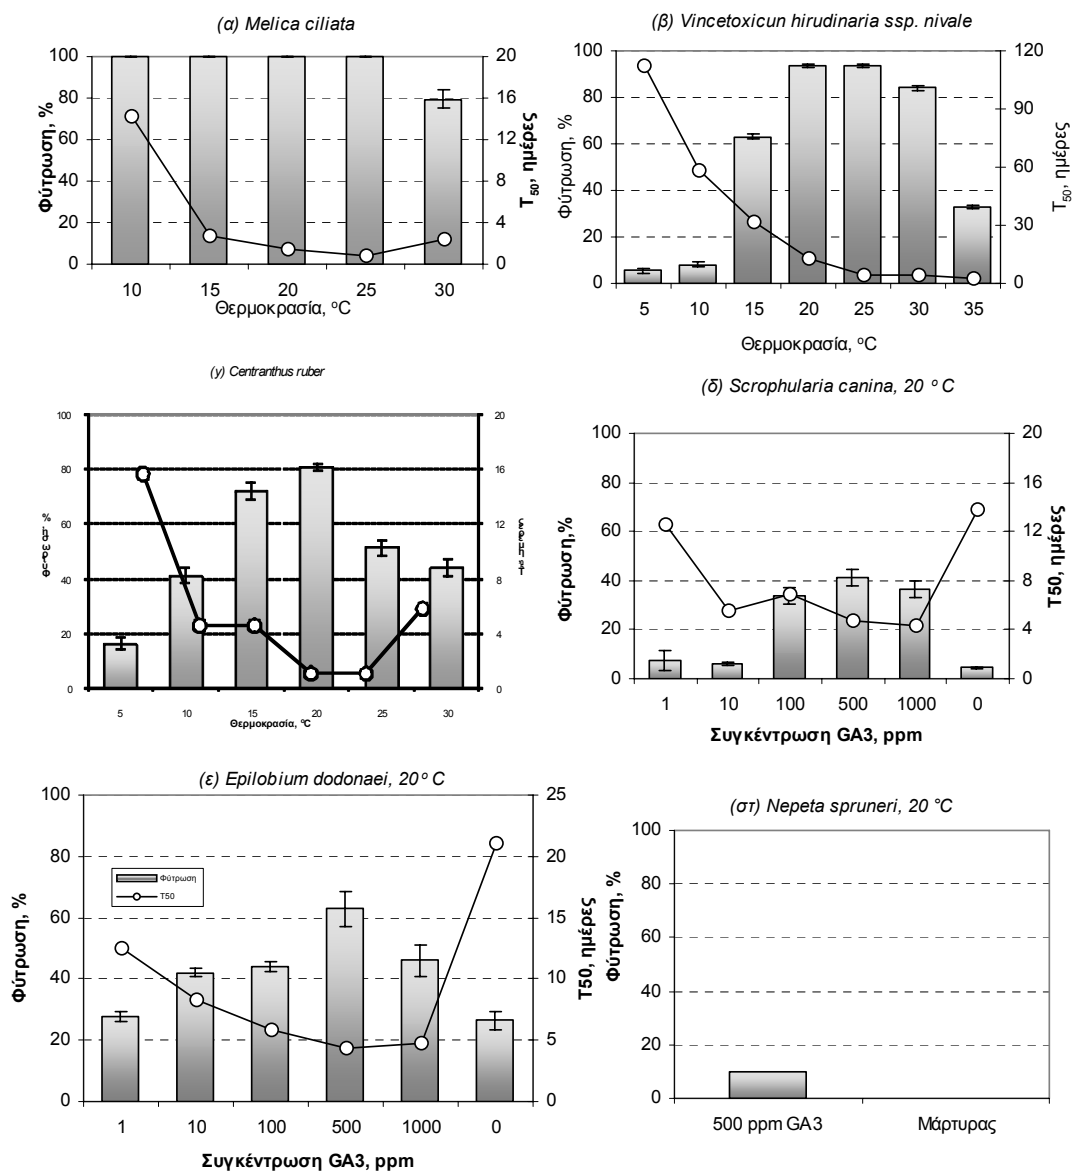 (α) Melica ciliata
100
80
60
40
20
0
Φύτρωση, %
20
16
12
8
4
0
T50, ημέρες
10 15 20 25 30
Θερμοκρασία, °C
(β) Vincetoxicun hirudinaria ssp. nivale
100
80
60
40
20
0
Φύτρωση, %
120
90
60
30
0
T50, ημέρες
5 10 15 20 25 30 35
Θερμοκρασία, °C
(γ) Centranthus ruber
100
80
60
40
20
0
20
16
12
8
4
0
5 10 15 20 25 30
Θερμοκρασία, °C
(δ) Scrophularia canina, 20 ° C
100
80
60
40
20
0
Φύτρωση,%
20
16
12
8
4
0
T50, ημέρες
1 10 100 500 1000 0
Συγκέντρωση GA3, ppm
(ε) Epilobium dodonaei, 20° C
100
80
60
40
20
0
Φύτρωση, %
Φύτρωση
T50
25
20
15
10
5
0
T50, ημέρες
1 10 100 500 1000 0
Συγκέντρωση GA3, ppm
(στ) Nepeta spruneri, 20 °C
100
80
60
40
20
0
Φύτρωση, %
500 ppm GA3 Μάρτυρας